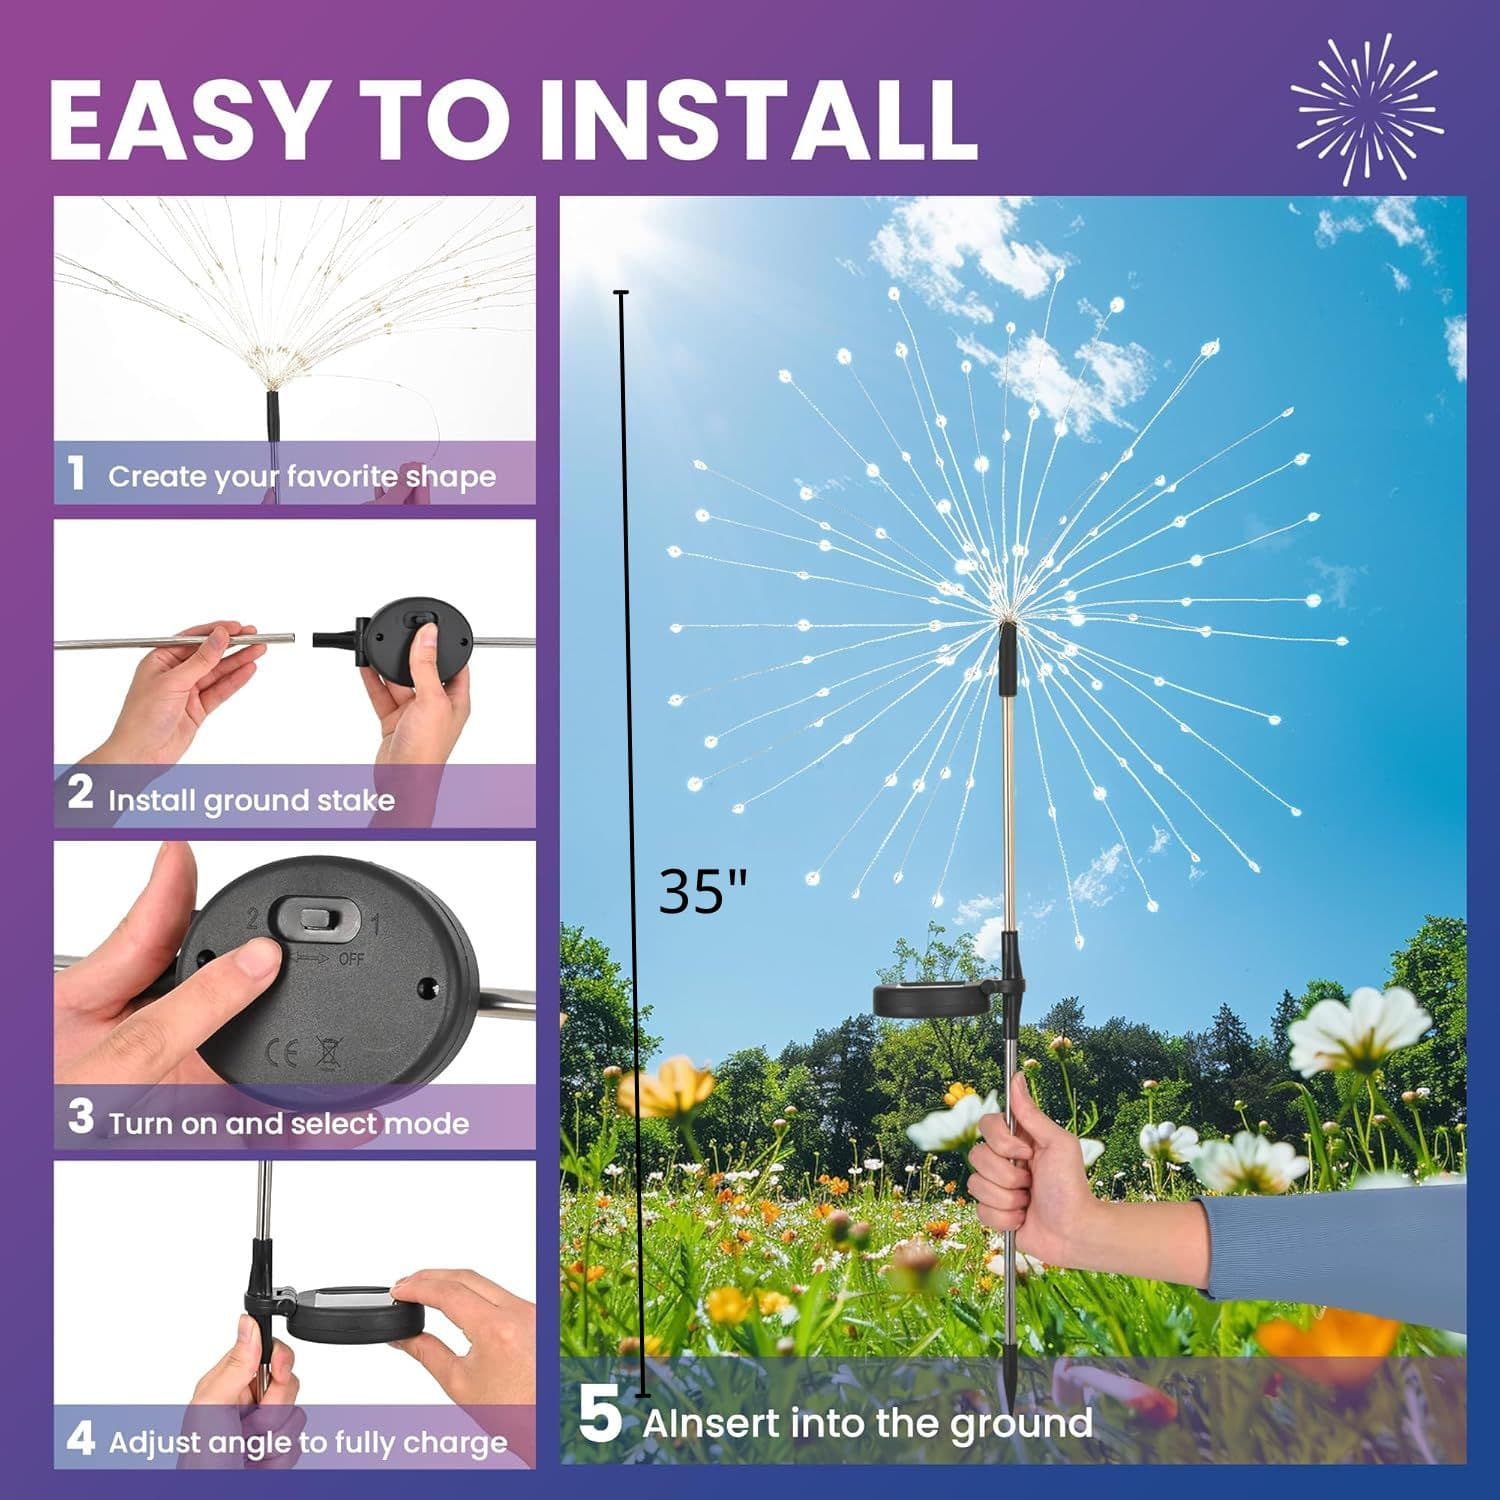 EASY TO INSTALL
1 Create your favorite shape
2 Install ground stake
2 1
OFF
CE
3 Turn on and select mode
4 Adjust angle to fully charge
35"
5 AInsert into the ground